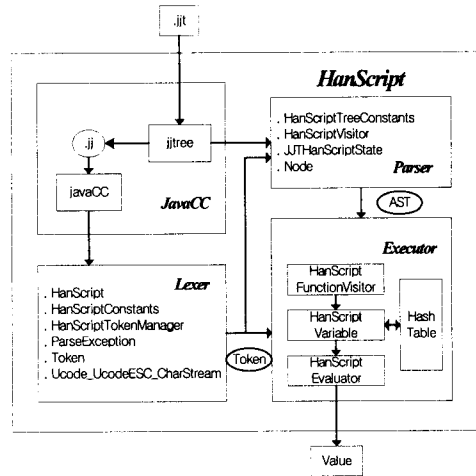 .jjt
HanScript
. HanScriptTreeConstants
. HanScriptVisitor
. JJTHanScriptState
. Node
Parser
.jj
jjtree
javaCC
JavaCC
AST
Executor
Lexer
. HanScript
. HanScriptConstants
. HanScriptTokenManager
. ParseException
. Token
. Ucode_UcodeESC_CharStream
Token
HanScript
FunctionVisitor
HanScript
Variable
Hash
Table
HanScript
Evaluator
Value